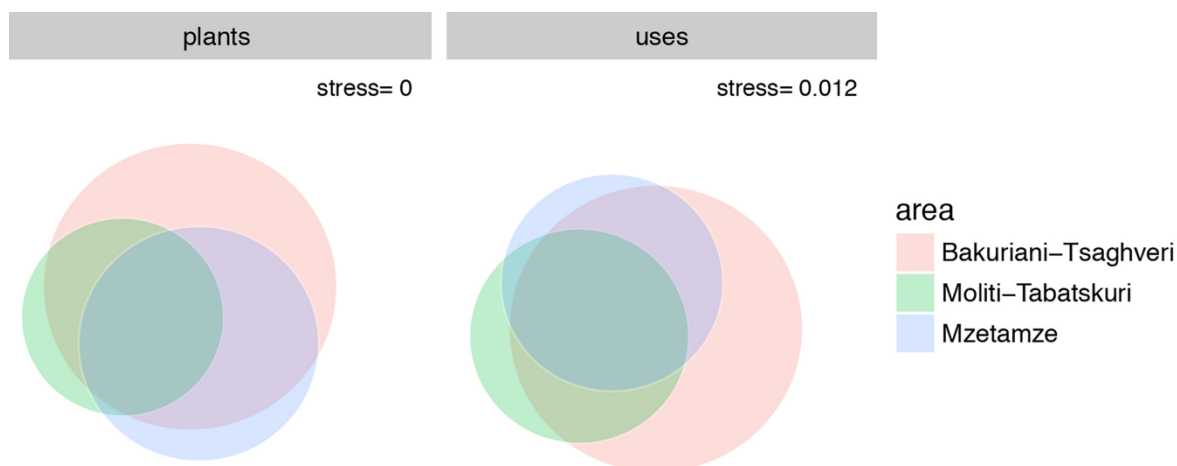 plants
uses
stress= 0
stress= 0.012
area
Bakuriani−Tsaghveri
Moliti−Tabatskuri
Mzetamze